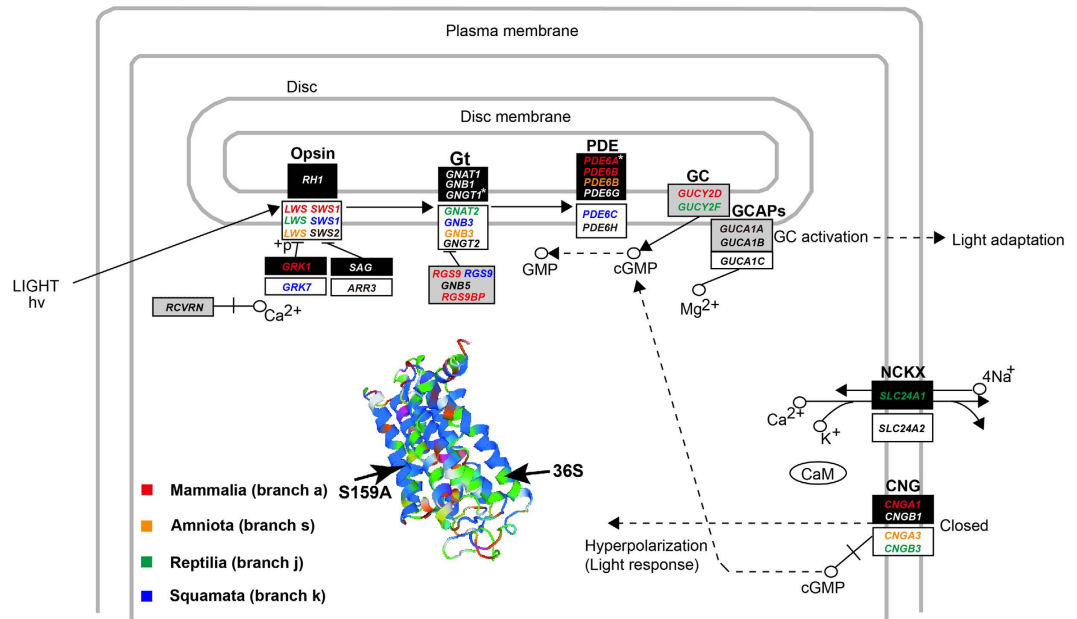 Plasma membrane
Disc
Disc membrane
Opsin
RH1
LWS SWS1
LWS SWS1
LWS SWS2
+p
GRK1
GRK7
SAG
ARR3
RCVRN
Ca2+
LIGHT
hv
Gt
GNAT1
GNB1
GNGT1*
GNAT2
GNB3
GNB3
GNGT2
RGS9 RGS9
GNB5
RGS9BP
PDE
PDE6A*
PDE6B
PDE6B
PDE6G
PDE6C
PDE6H
GC
GUCY2D
GUCY2F
GCAPs
GUCA1A
GUCA1B
GUCA1C
GC activation
Light adaptation
GMP
cGMP
Mg2+
NCKX
SLC24A1
SLC24A2
4Na+
Ca2+
K+
CaM
CNG
CNGA1
CNGB1
CNGA3
CNGB3
Closed
Hyperpolarization
(Light response)
cGMP
S159A
36S
Mammalia (branch a)
Amniota (branch s)
Reptilia (branch j)
Squamata (branch k)